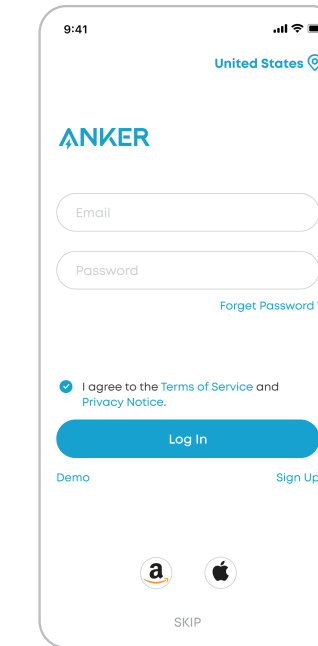 9:41
United States
ANKER
Email
Password
Forget Password ?
I agree to the Terms of Service and
Privacy Notice.
Log In
Demo
Sign Up
a
SKIP